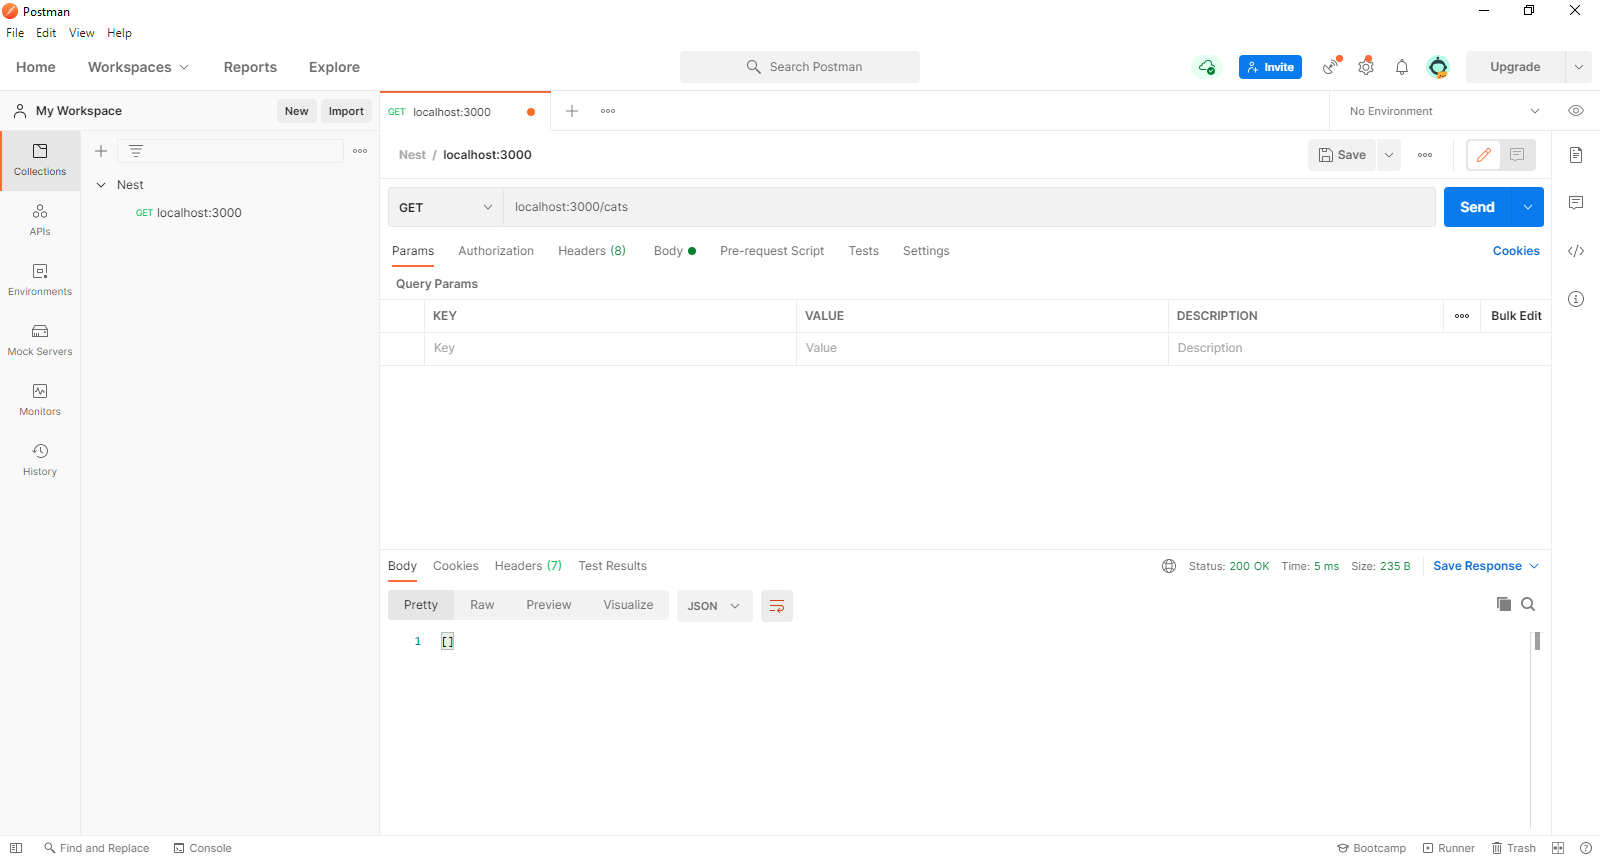 Postman
File Edit View Help
Home Workspaces Reports Explore Search Postman Invite Upgrade
My Workspace New Import GET localhost:3000 No Environment
Nest / localhost:3000 Save
Collections
Nest
GET localhost:3000
APIs
Environments
Mock Servers
Monitors
History
GET localhost:3000/cats Send
Params Authorization Headers (8) Body Pre-request Script Tests Settings Cookies
Query Params
KEY VALUE DESCRIPTION Bulk Edit
Key Value Description
Body Cookies Headers (7) Test Results Status: 200 OK Time: 5 ms Size: 235 B Save Response
Pretty Raw Preview Visualize JSON
1 []
Find and Replace Console Bootcamp Runner Trash